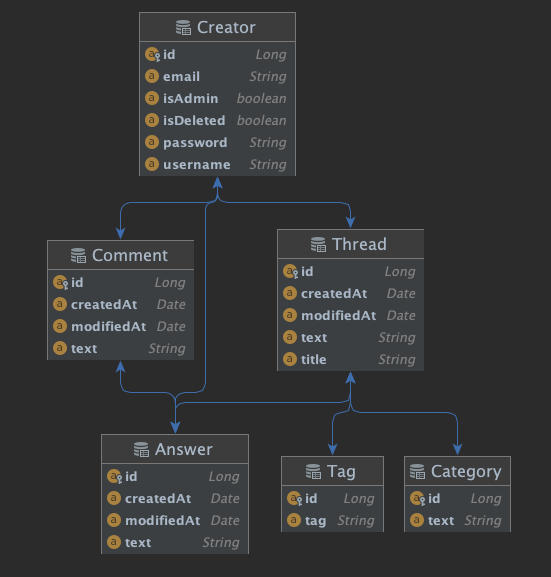 Creator
id Long
email String
isAdmin boolean
isDeleted boolean
password String
username String
Comment
id Long
createdAt Date
modifiedAt Date
text String
Thread
id Long
createdAt Date
modifiedAt Date
text String
title String
Answer
id Long
createdAt Date
modifiedAt Date
text String
Tag
id Long
tag String
Category
id Long
text String